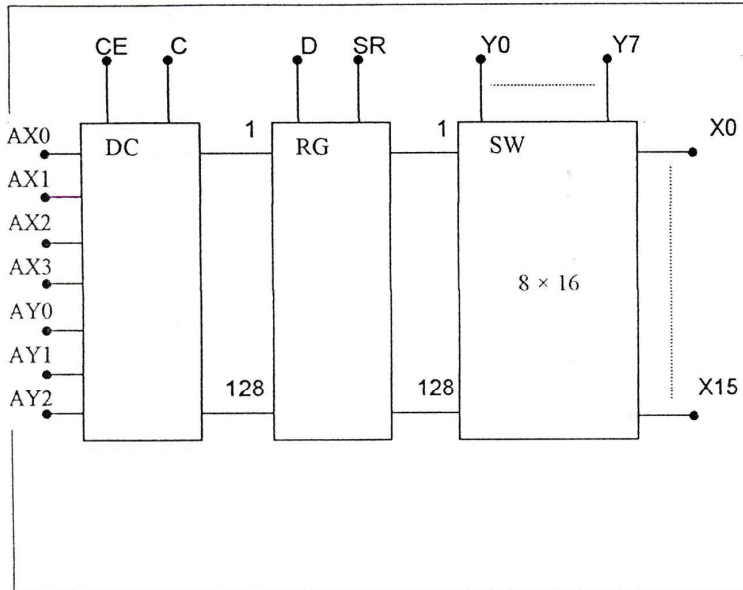 CE C D SR Y0 Y7
AX0 DC 1 RG 1 SW X0
AX1
AX2
AX3 8 × 16
AY0
AY1
AY2 128 128 X15